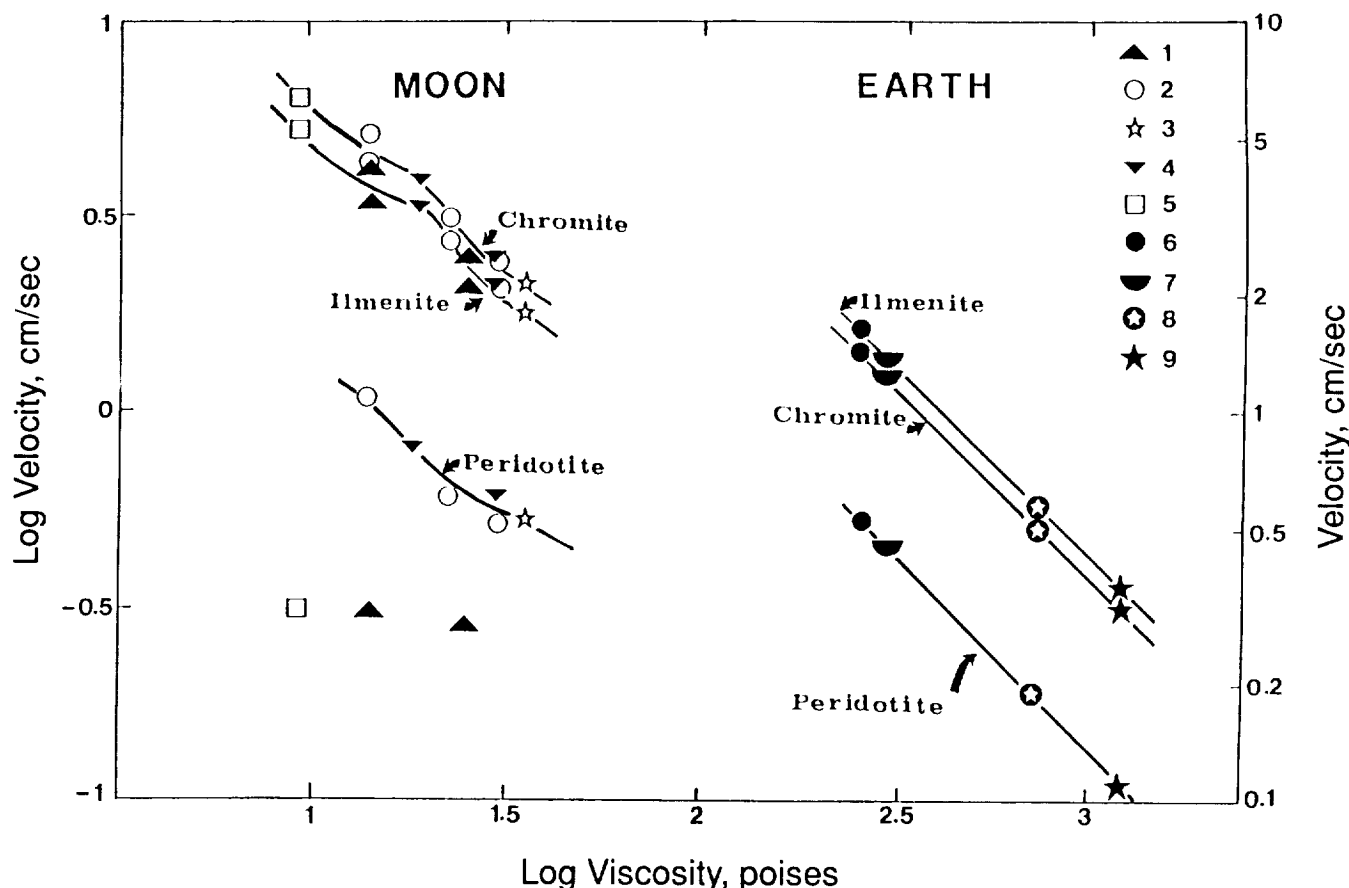 1
10
MOON
EARTH
1
2
3
4
5
6
7
8
9
5
0.5
Chromite
Ilmenite
Ilmenite
2
0
Chromite
1
Peridotite
0.5
-0.5
Peridotite
0.2
-1
0.1
1
1.5
2
2.5
3
Log Velocity, cm/sec
Velocity, cm/sec
Log Viscosity, poises